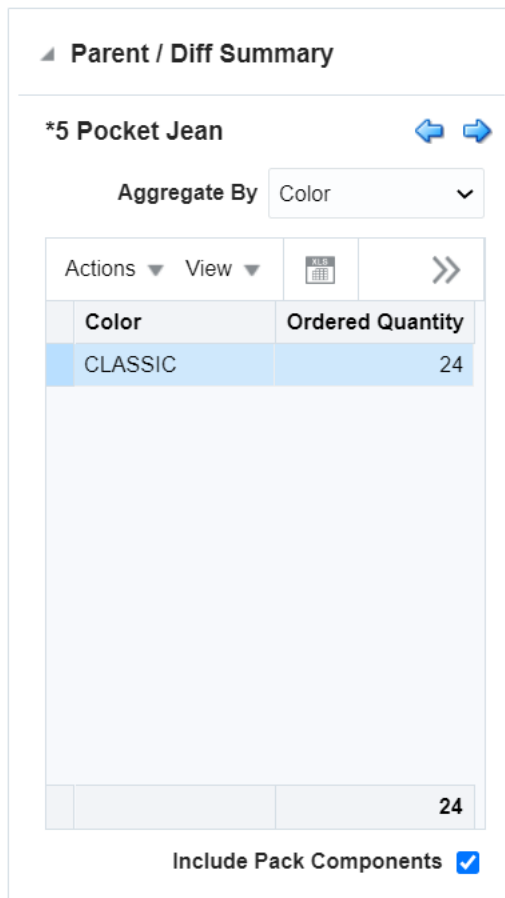 Parent / Diff Summary
*5 Pocket Jean
Aggregate By Color
Actions View XLS
Color Ordered Quantity
CLASSIC 24
24
Include Pack Components